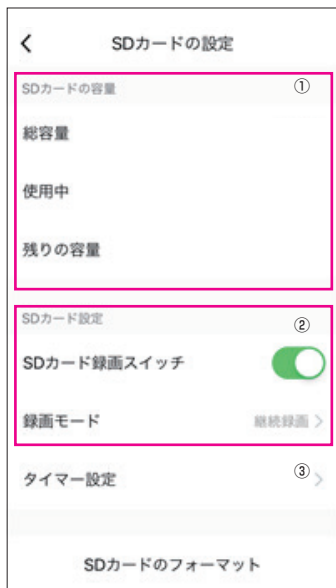 SDカードの設定
SDカードの容量 ①
総容量
使用中
残りの容量
SDカード設定 ②
SDカード録画スイッチ
録画モード 継続録画
タイマー設定 ③
SDカードのフォーマット